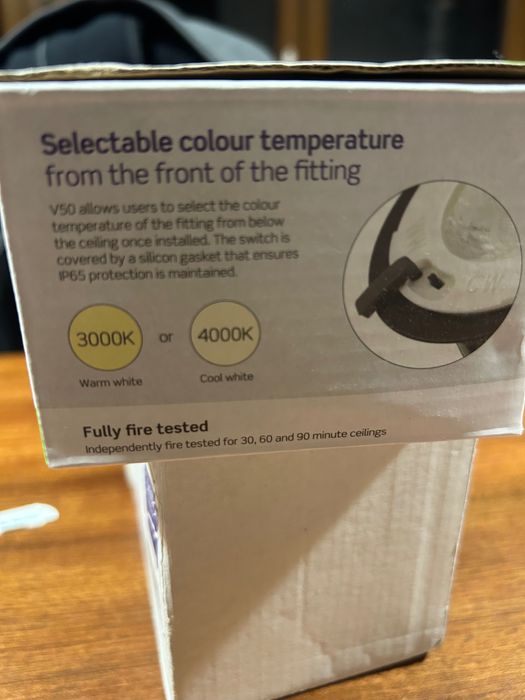 Selectable colour temperature
from the front of the fitting
V50 allows users to select the colour
temperature of the fitting from below
the ceiling once installed. The switch is
covered by a silicon gasket that ensures
IP65 protection is maintained.
3000K or 4000K
Warm white Cool white
CW
Fully fire tested
Independently fire tested for 30, 60 and 90 minute ceilings